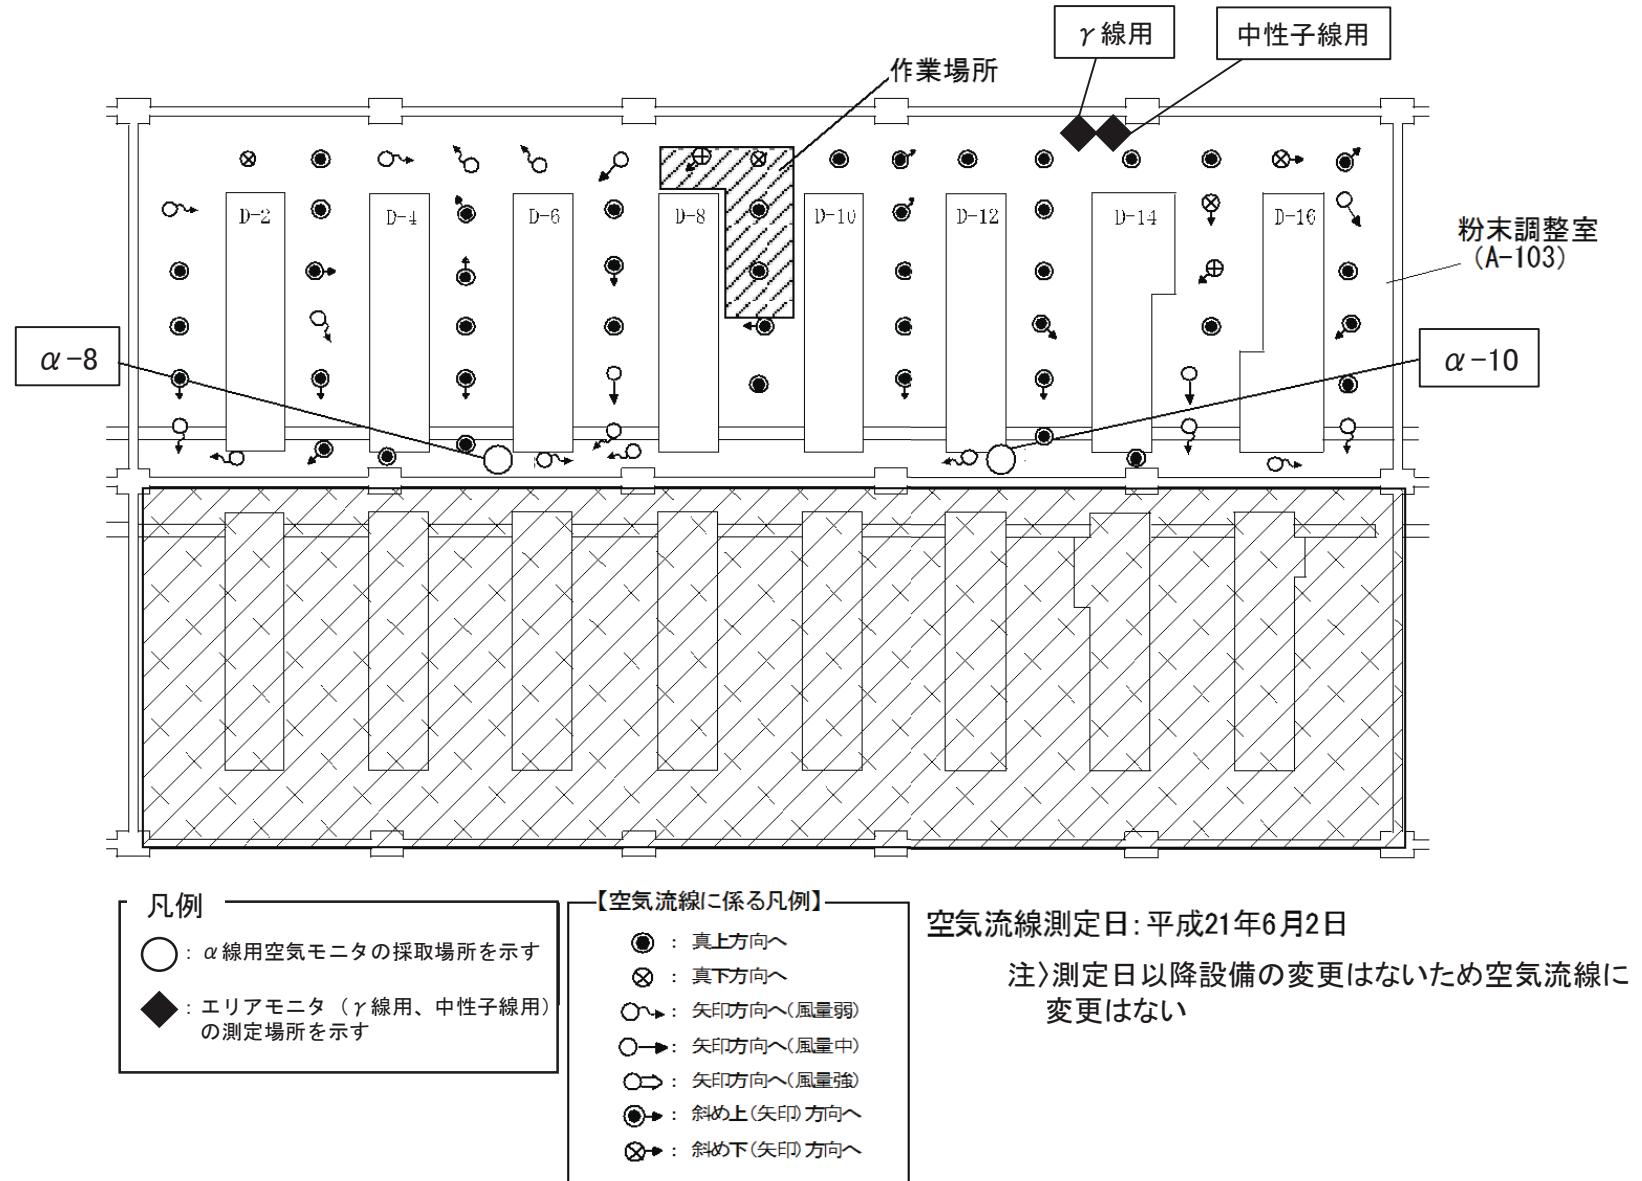 γ線用
中性子線用
作業場所
D-2
D-4
D-6
D-8
D-10
D-12
D-14
D-16
粉末調整室
(A-103)
α-8
α-10
凡例
: α線用空気モニタの採取場所を示す
: エリアモニタ(γ線用、中性子線用)
の測定場所を示す
【空気流線に係る凡例】
: 真上方向へ
: 真下方向へ
: 矢印方向へ(風量弱)
: 矢印方向へ(風量中)
: 矢印方向へ(風量強)
: 斜め上(矢印)方向へ
: 斜め下(矢印)方向へ
空気流線測定日:平成21年6月2日
注〉測定日以降設備の変更はないため空気流線に
変更はない